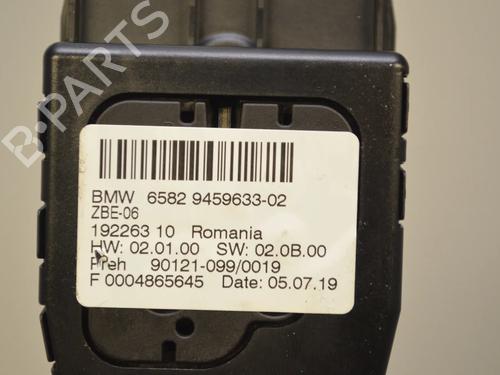 B-PARTS
BMW 6582 9459633-02
ZBE-06
192263 10 Romania
HW: 02.01.00 SW: 02.0B.00
Preh 90121-099/0019
F 0004865645 Date: 05.07.19